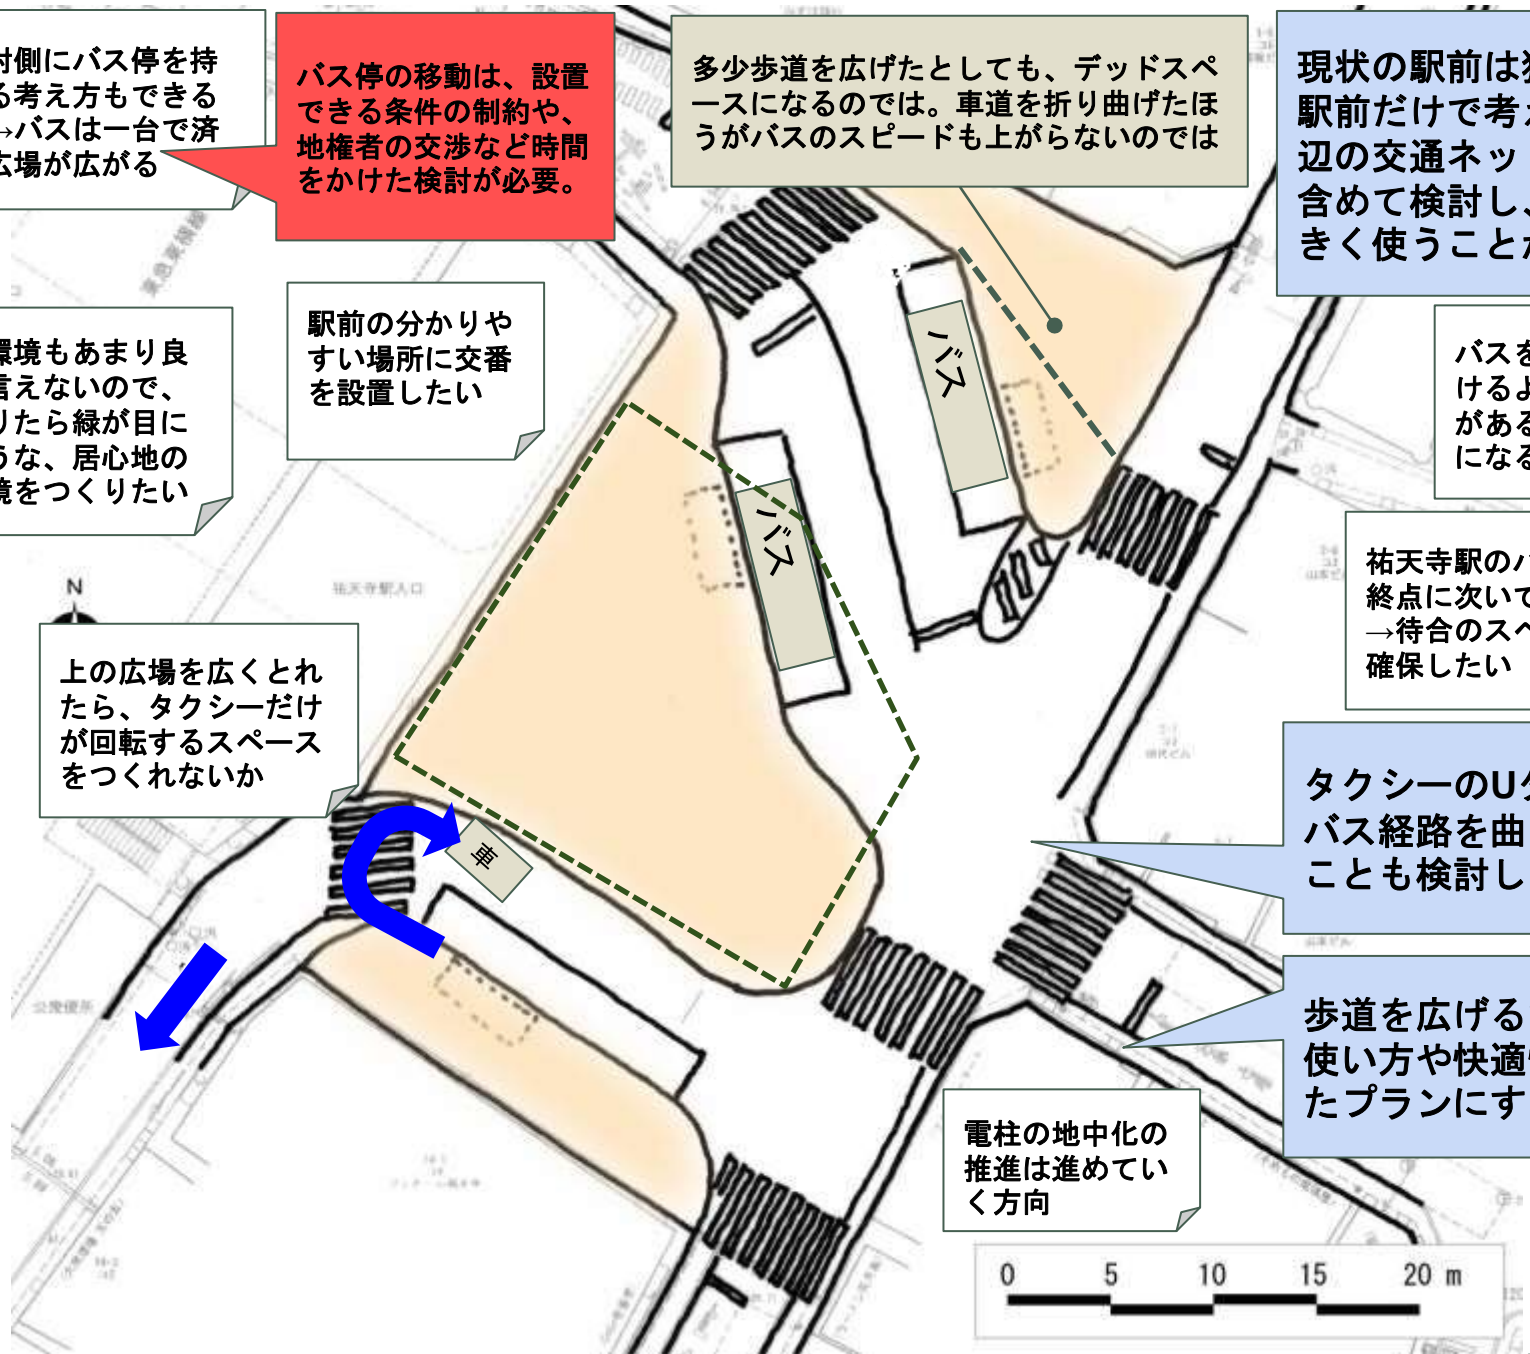 対側にバス停を持
る考え方もできる
→バスは一台で済
広場が広がる
バス停の移動は、設置
できる条件の制約や、
地権者の交渉など時間
をかけた検討が必要。
多少歩道を広げたとしても、デッドスペ
ースになるのでは。車道を折り曲げたほ
うがバスのスピードも上がらないのでは
現状の駅前は狭
駅前だけで考え
辺の交通ネッ
含めて検討し、
きく使うことが
東急東横線
環境もあまり良
言えないので、
りたら緑が目に
うな、居心地の
境をつくりたい
駅前の分かりや
すい場所に交番
を設置したい
バス
バス
バスを
けるよ
がある
になる
祐天寺駅のバ
終点に次いで
→待合のスペ
確保したい
N
祐天寺駅入口
上の広場を広くとれ
たら、タクシーだけ
が回転するスペース
をつくれないか
車
タクシーのUタ
バス経路を曲
ことも検討し
公衆便所
歩道を広げる
使い方や快適性
たプランにす
電柱の地中化の
推進は進めてい
く方向
0 5 10 15 20 m